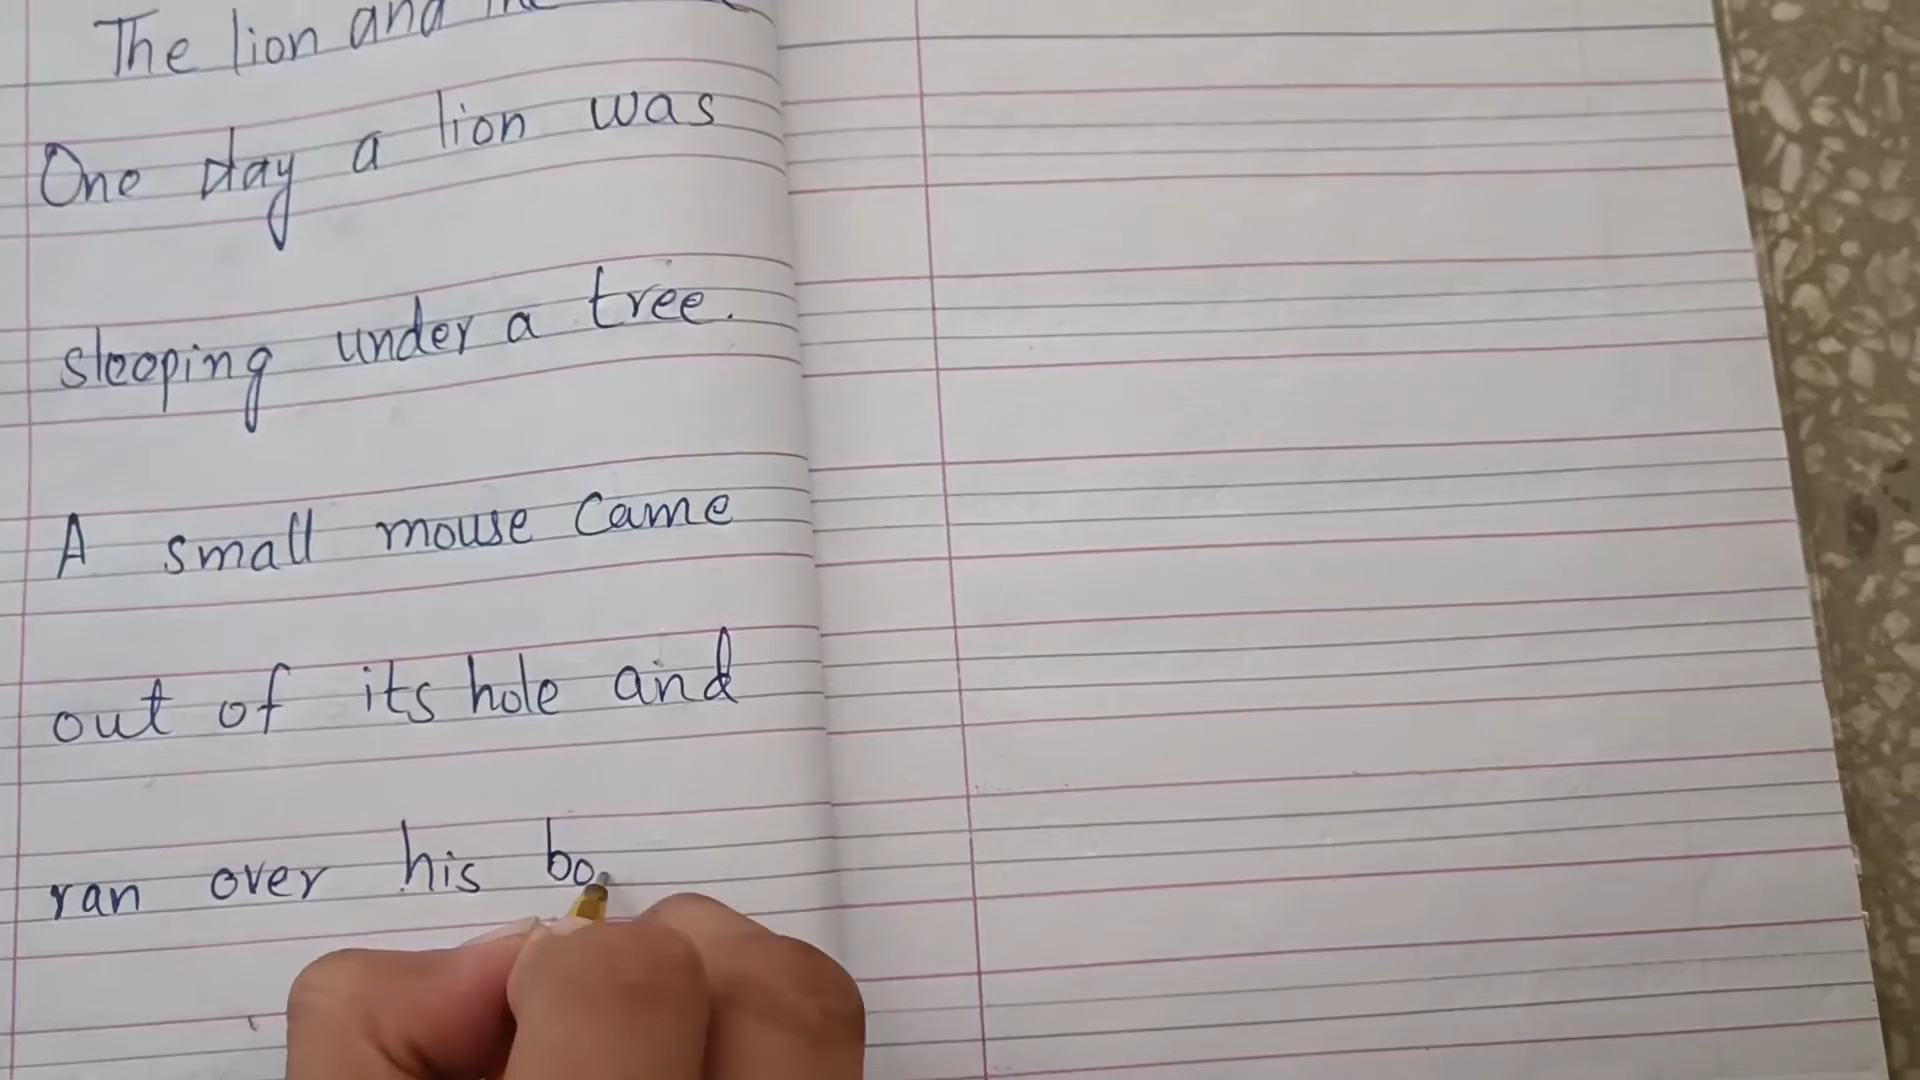 The lion and
One day a lion was
sleeping under a tree.
A small mouse came
out of its hole and
ran over his bo